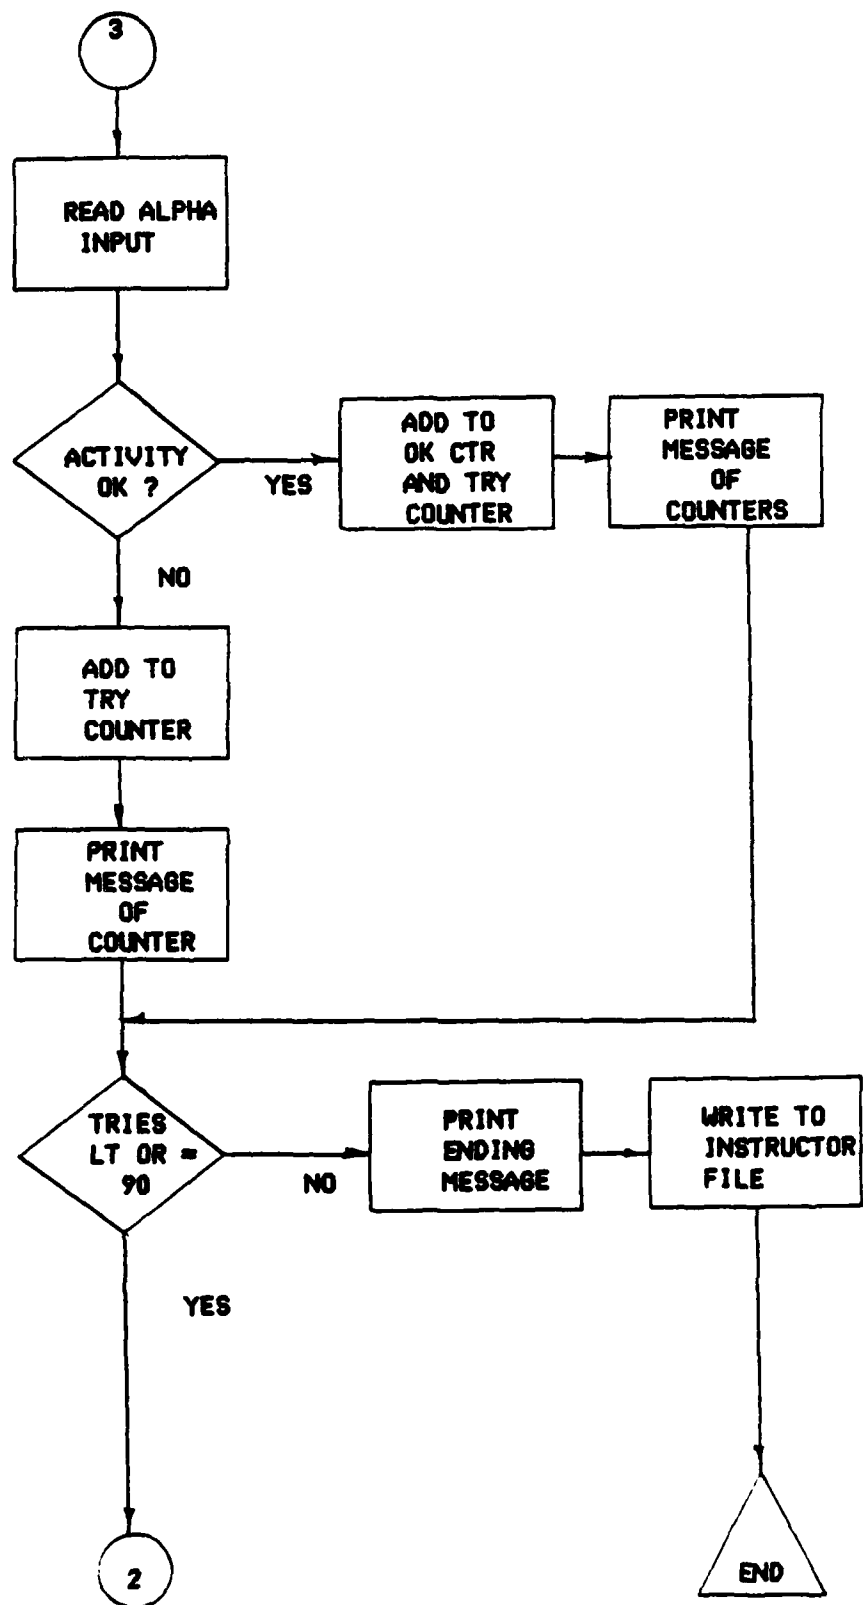 3
READ ALPHA
INPUT
ACTIVITY
OK ?
YES
ADD TO
OK CTR
AND TRY
COUNTER
PRINT
MESSAGE
OF
COUNTERS
NO
ADD TO
TRY
COUNTER
PRINT
MESSAGE
OF
COUNTER
TRIES
LT OR =
90
NO
PRINT
ENDING
MESSAGE
WRITE TO
INSTRUCTOR
FILE
YES
2
END